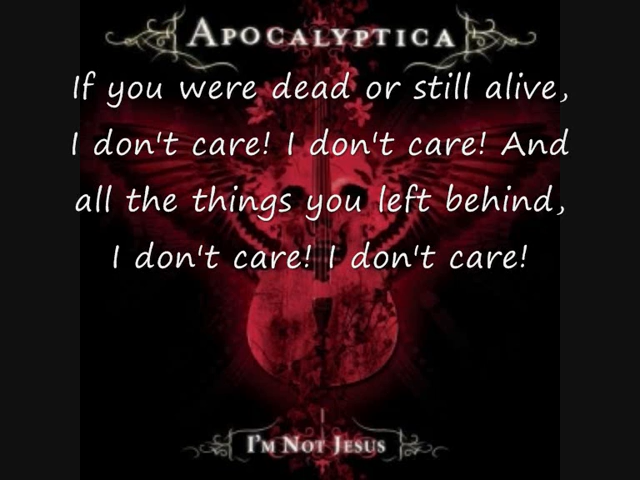 APOCALYPTICA
If you were dead or still alive,
I don't care! I don't care! And
all the things you left behind,
I don't care! I don't care!
I'M NOT JESUS